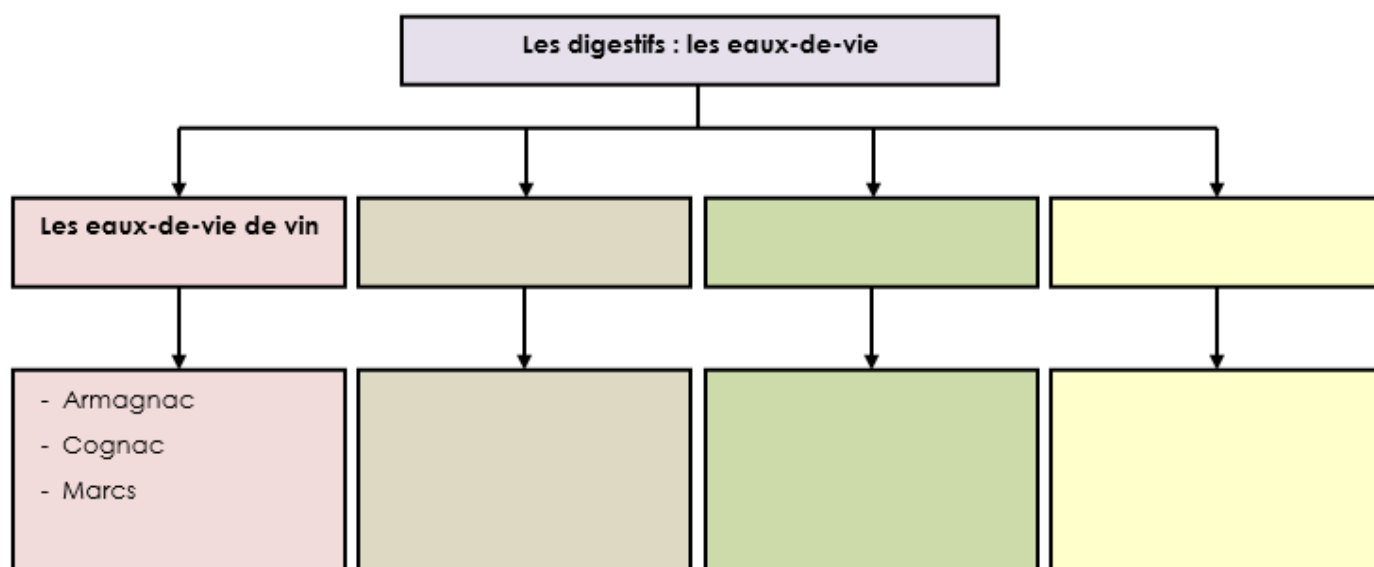 Les digestifs : les eaux-de-vie
Les eaux-de-vie de vin
- Armagnac
- Cognac
- Marcs